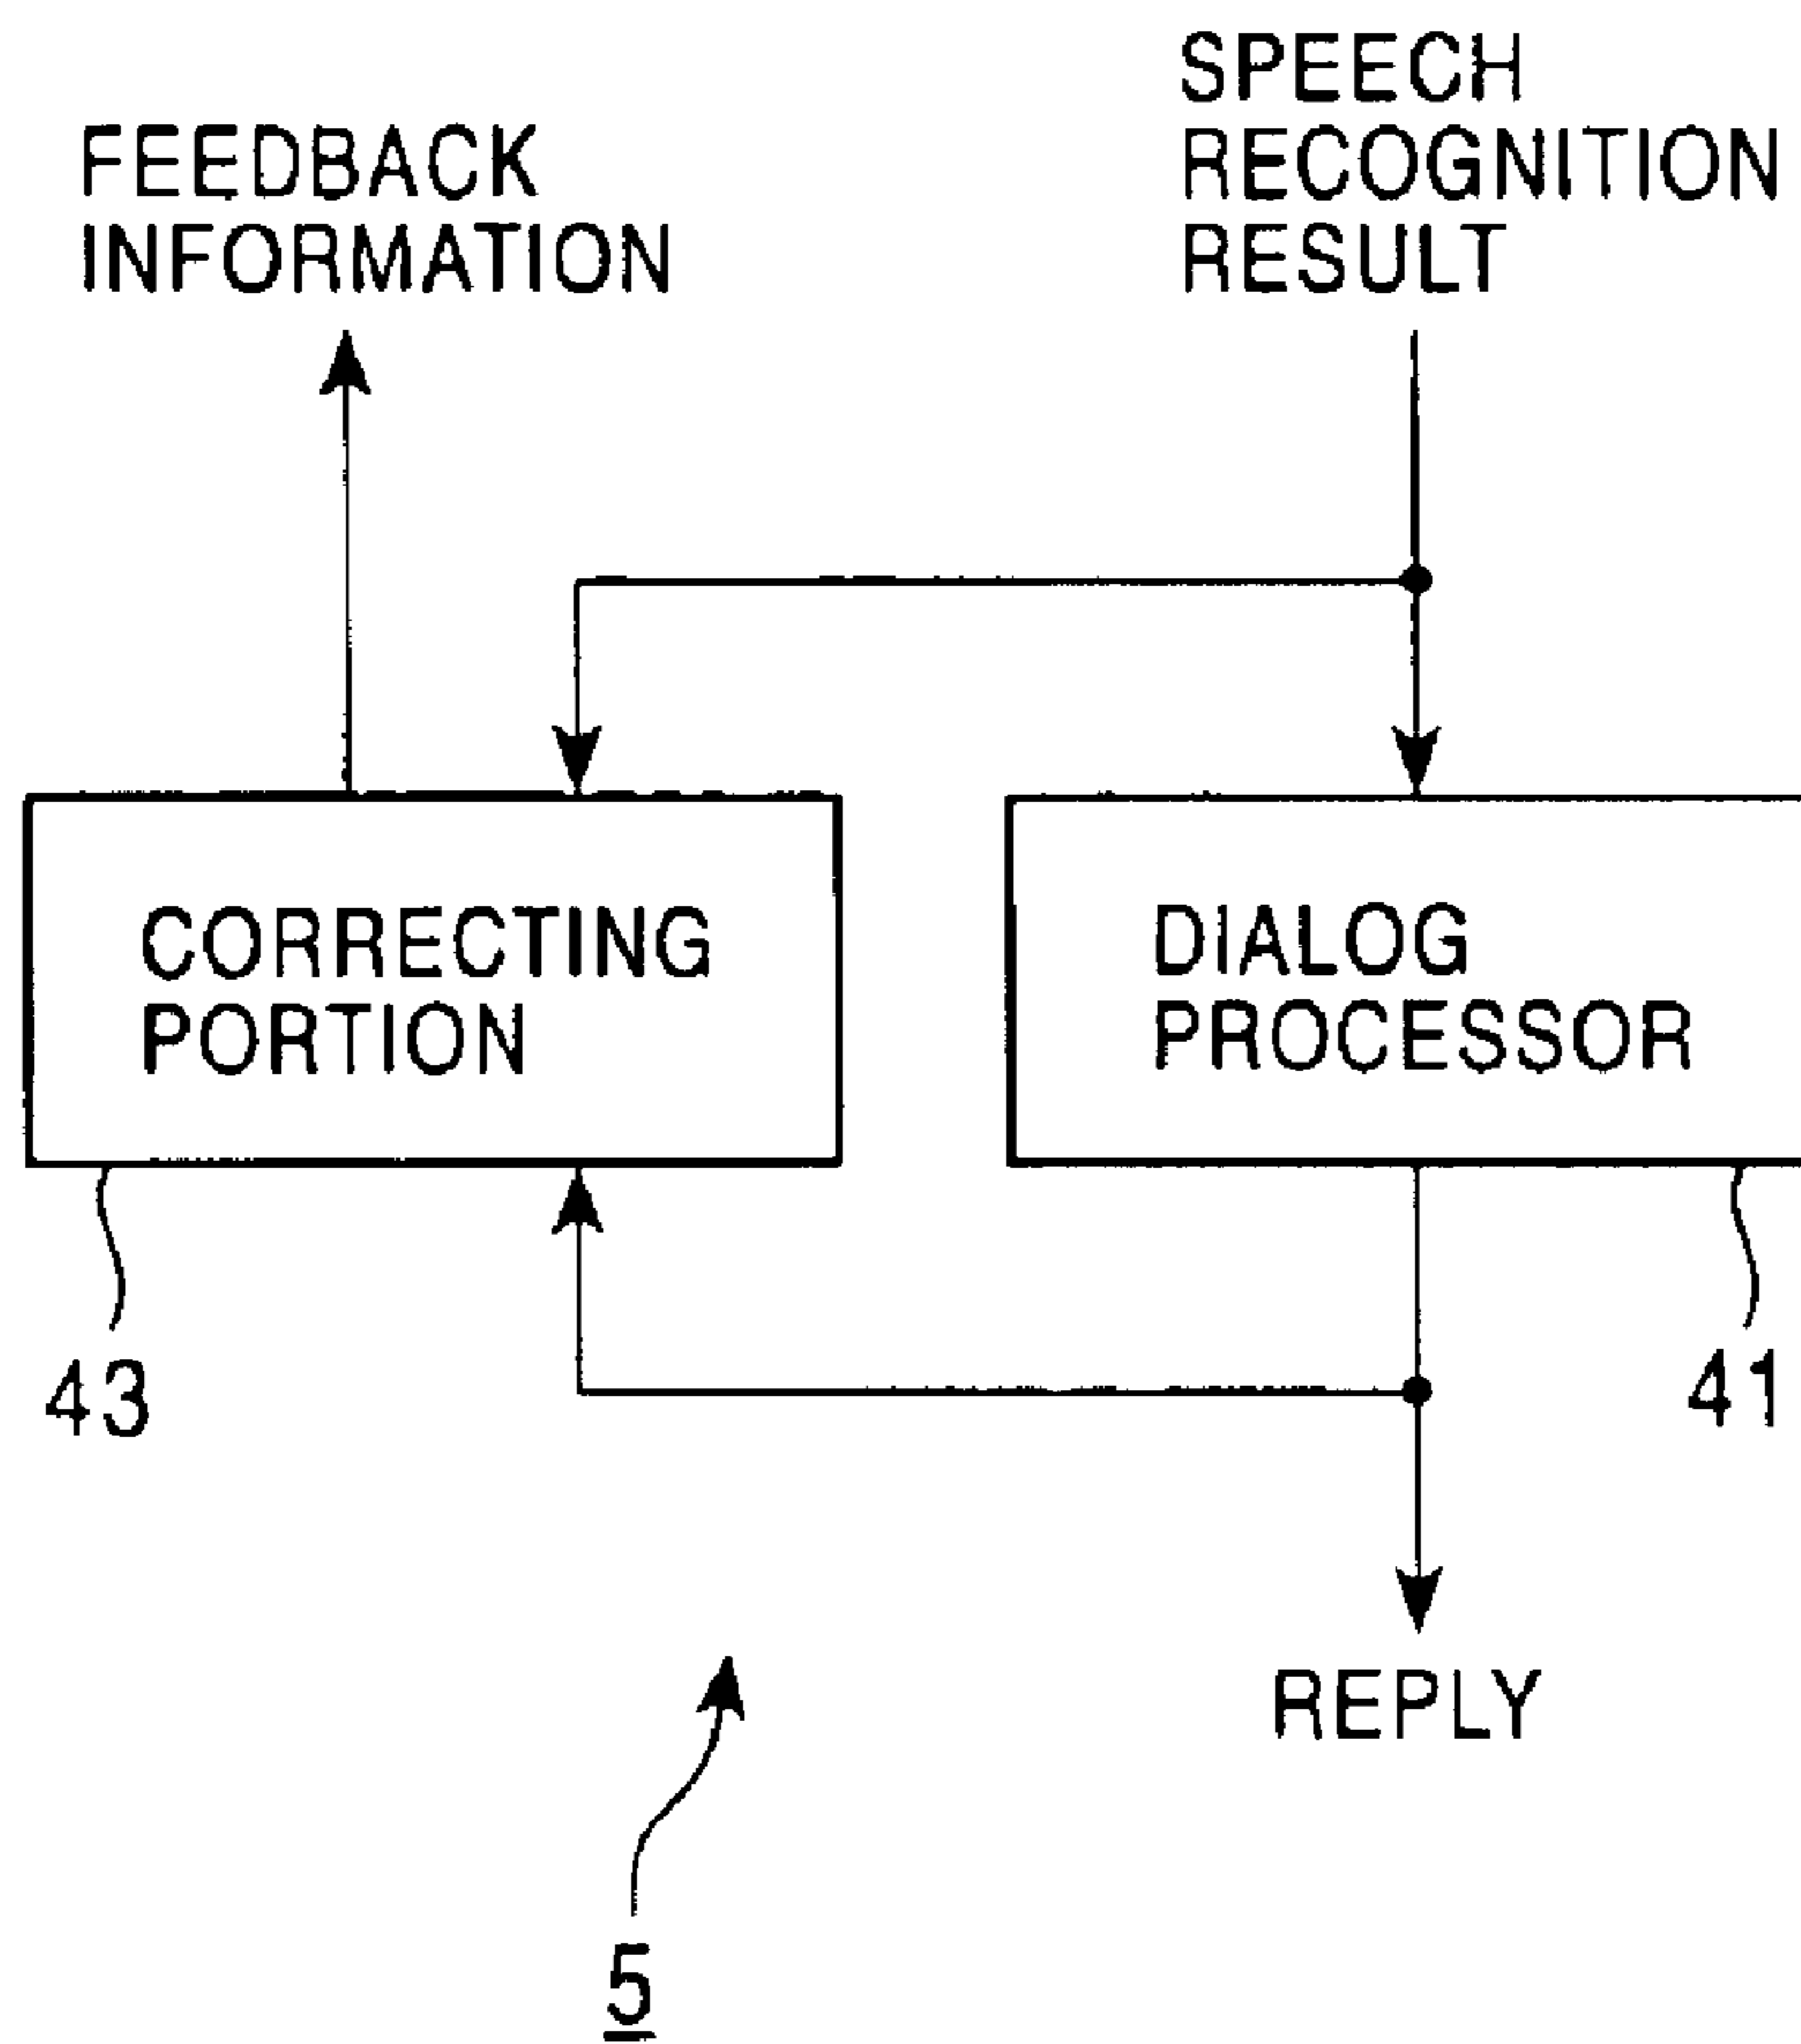 FEEDBACK
INFORMATION
SPEECH
RECOGNITION
RESULT
CORRECTING
PORTION
DIALOG
PROCESSOR
43
41
REPLY
5